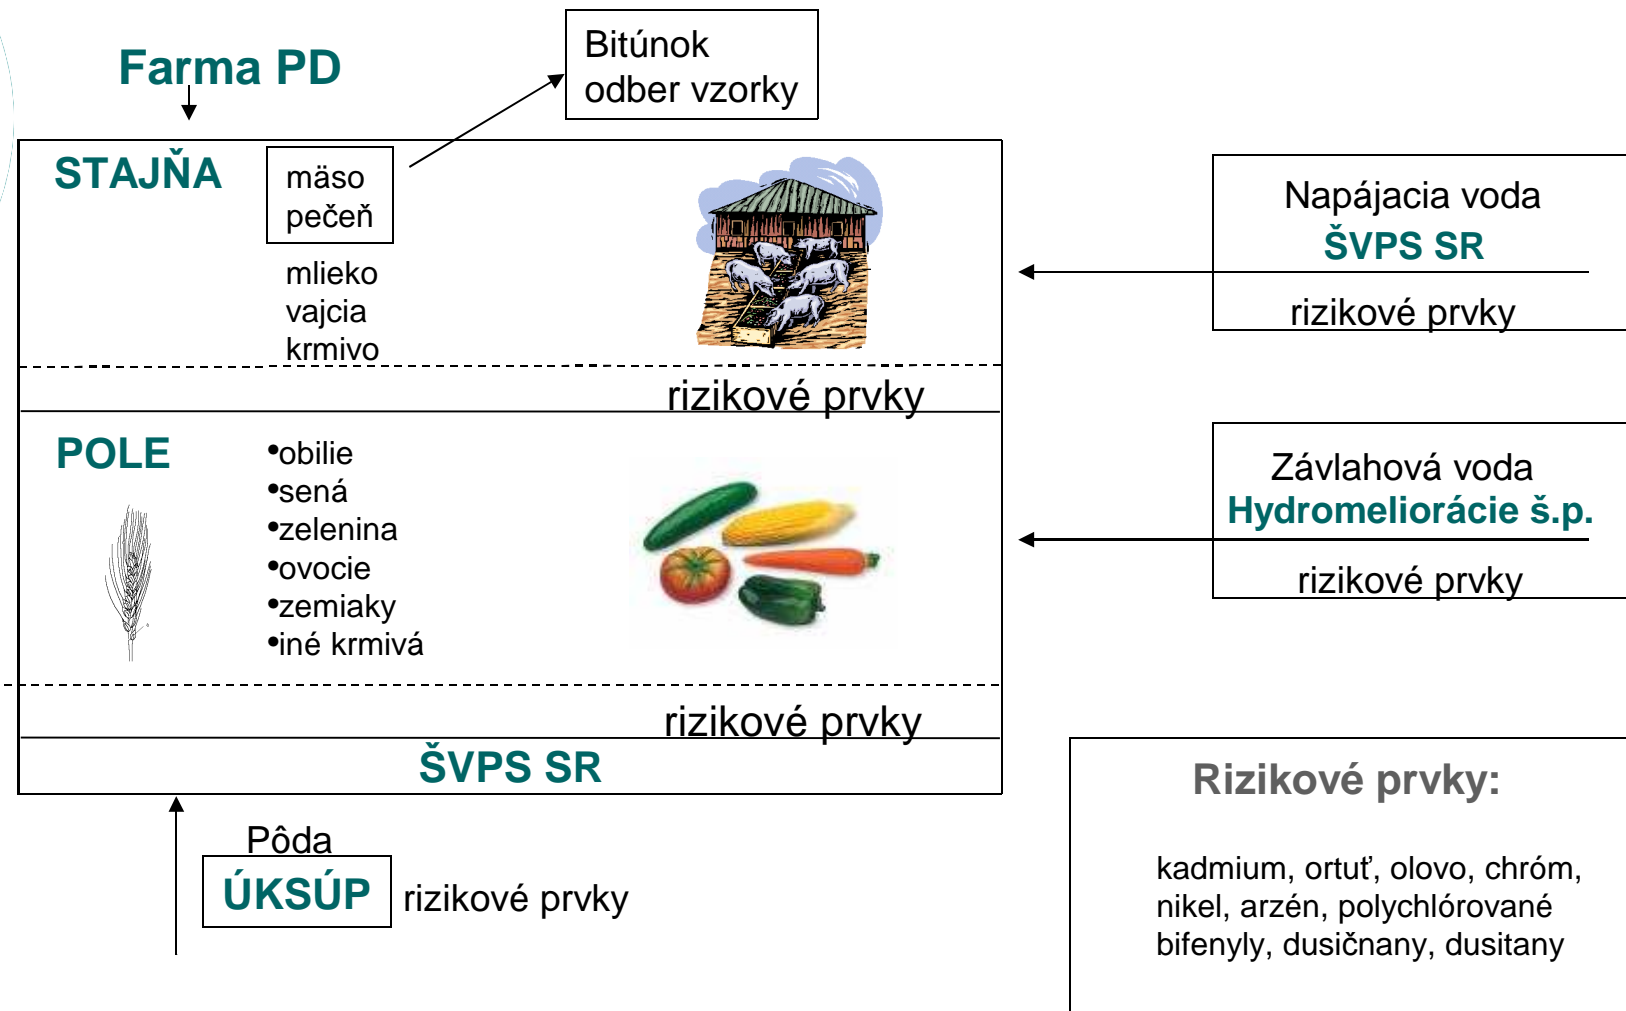 Farma PD
Bitúnok
odber vzorky
STAJŇA
mäso
pečeň
mlieko
vajcia
krmivo
rizikové prvky
Napájacia voda
ŠVPS SR
rizikové prvky
POLE
•obilie
•sená
•zelenina
•ovocie
•zemiaky
•iné krmivá
rizikové prvky
ŠVPS SR
Závlahová voda
Hydromeliorácie š.p.
rizikové prvky
Pôda
ÚKSÚP
rizikové prvky
Rizikové prvky:
kadmium, ortuť, olovo, chróm,
nikel, arzén, polychlórované
bifenyly, dusičnany, dusitany